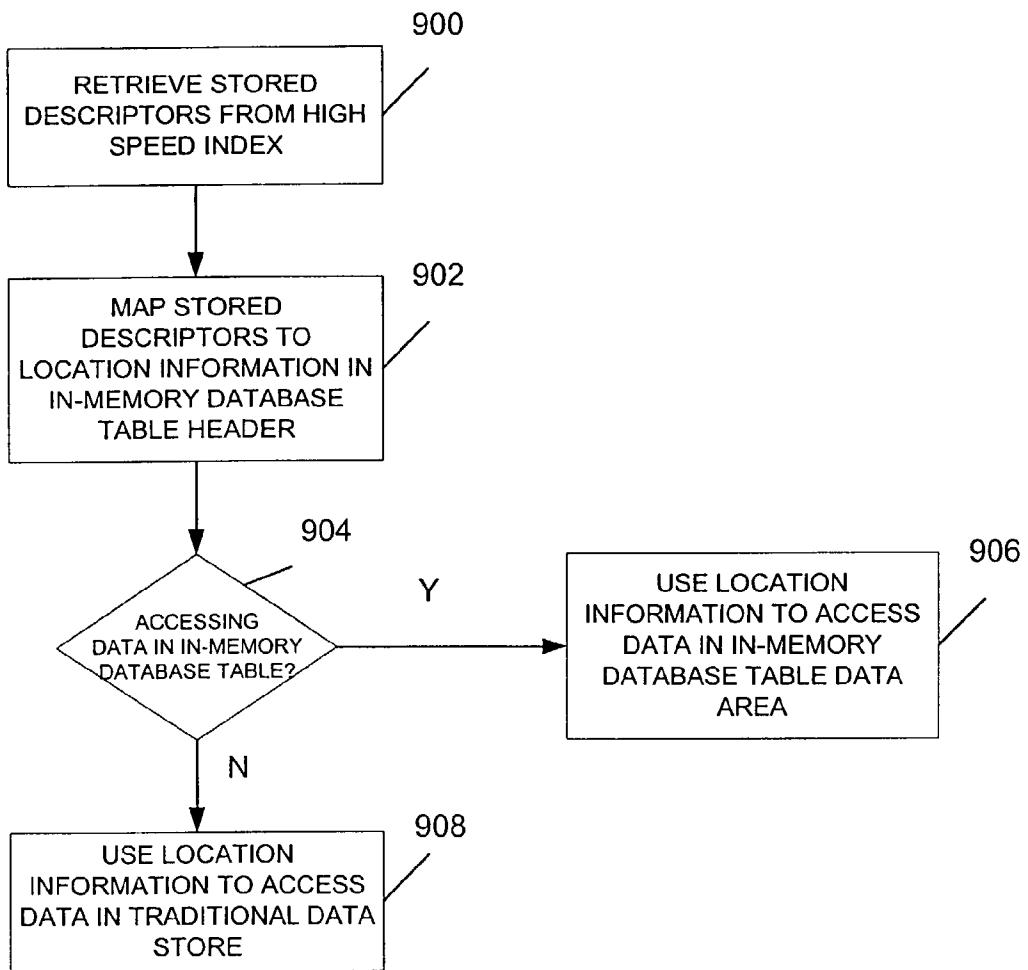 900
RETRIEVE STORED
DESCRIPTORS FROM HIGH
SPEED INDEX
902
MAP STORED
DESCRIPTORS TO
LOCATION INFORMATION IN
IN-MEMORY DATABASE
TABLE HEADER
904
ACCESSING
DATA IN IN-MEMORY
DATABASE TABLE?
Y
906
USE LOCATION
INFORMATION TO ACCESS
DATA IN IN-MEMORY
DATABASE TABLE DATA
AREA
N
908
USE LOCATION
INFORMATION TO ACCESS
DATA IN TRADITIONAL DATA
STORE